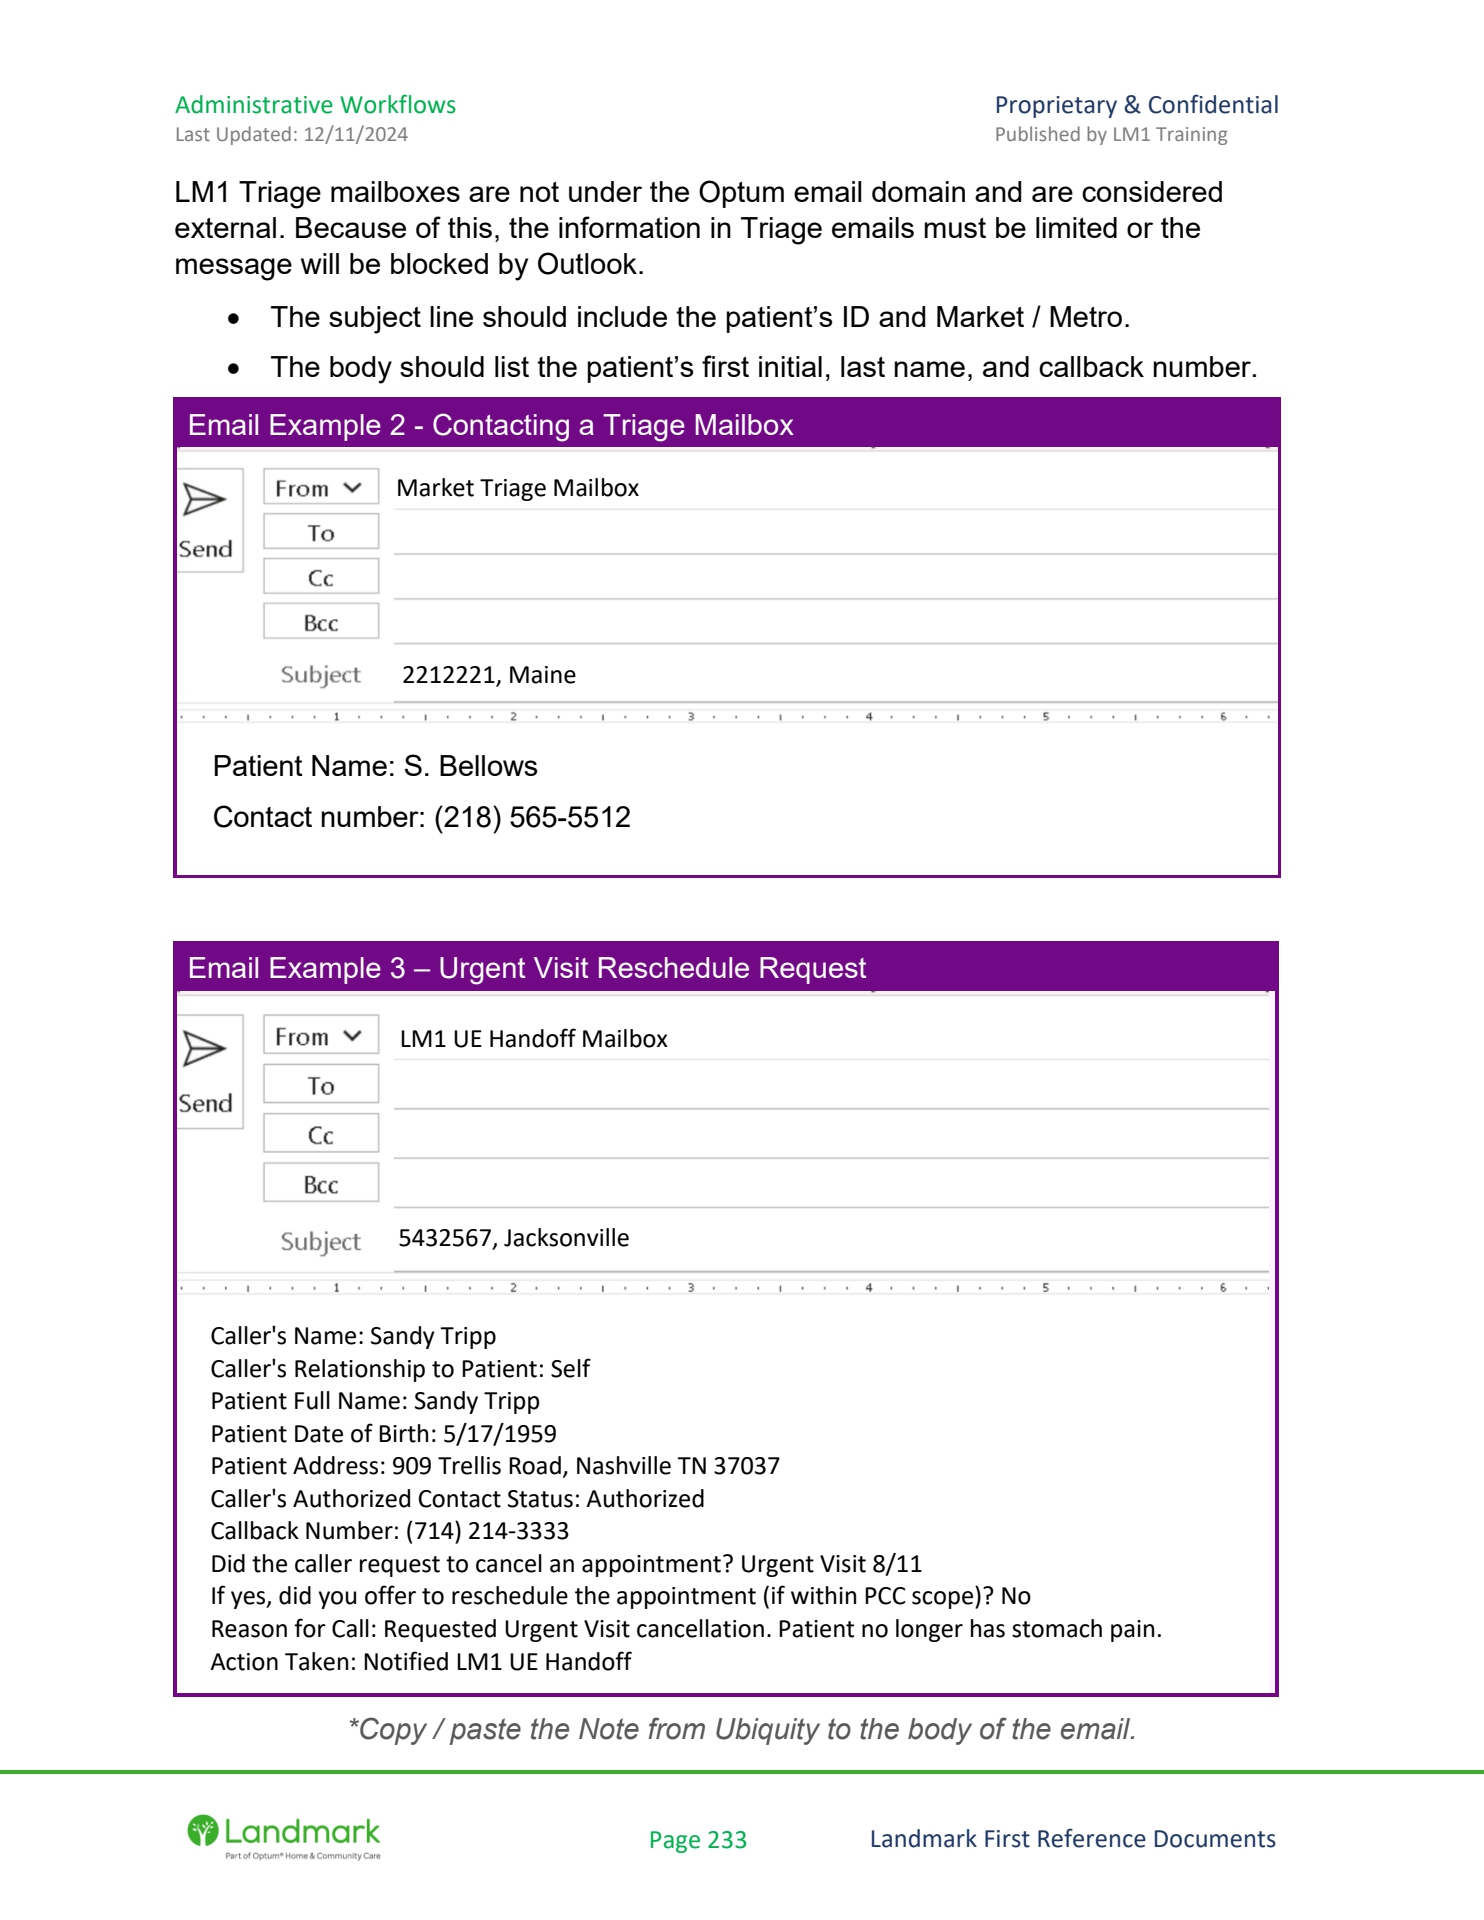 Administrative Workflows
Proprietary & Confidential
Last Updated: 12/11/2024
Published by LM1 Training
LM1 Triage mailboxes are not under the Optum email domain and are considered
external. Because of this, the information in Triage emails must be limited or the
message will be blocked by Outlook.
• The subject line should include the patient’s ID and Market / Metro.
• The body should list the patient’s first initial, last name, and callback number.
Email Example 2 - Contacting a Triage Mailbox
From Market Triage Mailbox
To
Send
Cc
Bcc
Subject 2212221, Maine
1 2 3 4 5 6
Patient Name: S. Bellows
Contact number: (218) 565-5512
Email Example 3 – Urgent Visit Reschedule Request
From LM1 UE Handoff Mailbox
To
Send
Cc
Bcc
Subject 5432567, Jacksonville
1 2 3 4 5 6
Caller's Name: Sandy Tripp
Caller's Relationship to Patient: Self
Patient Full Name: Sandy Tripp
Patient Date of Birth: 5/17/1959
Patient Address: 909 Trellis Road, Nashville TN 37037
Caller's Authorized Contact Status: Authorized
Callback Number: (714) 214-3333
Did the caller request to cancel an appointment? Urgent Visit 8/11
If yes, did you offer to reschedule the appointment (if within PCC scope)? No
Reason for Call: Requested Urgent Visit cancellation. Patient no longer has stomach pain.
Action Taken: Notified LM1 UE Handoff
*Copy / paste the Note from Ubiquity to the body of the email.
Landmark
Part of Optum® Home & Community Care
Page 233
Landmark First Reference Documents